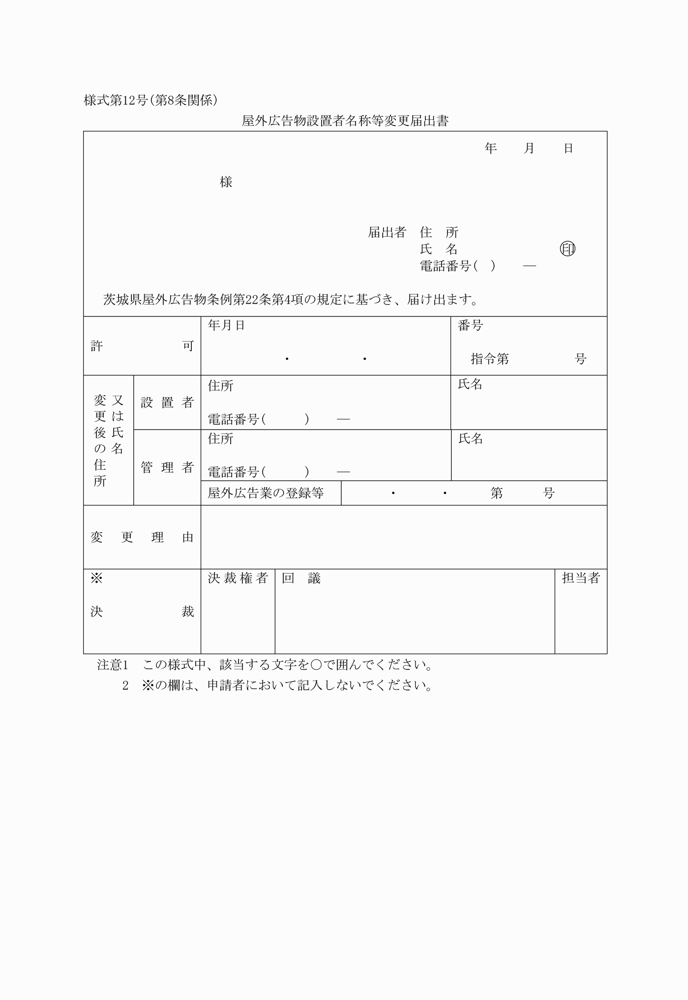 様式第12号(第8条関係)
屋外広告物設置者名称等変更届出書
年　　月　　日
様
届出者　住　所
氏　名　　　　　　　　㊞
電話番号(　)　　―
茨城県屋外広告物条例第22条第4項の規定に基づき、届け出ます。
許　　　　　　可
年月日
・　　　　　・
番号
指令第　　　　　号
変更後の住所
又は氏名
設置者
住所
電話番号(　　　)　　―
氏名
管理者
住所
電話番号(　　　)　　―
氏名
屋外広告業の登録等
・　　　・　　　第　　　号
変更理由
※
決　　　　　　裁
決裁権者
回　議
担当者
注意1　この様式中、該当する文字を○で囲んでください。
2　※の欄は、申請者において記入しないでください。